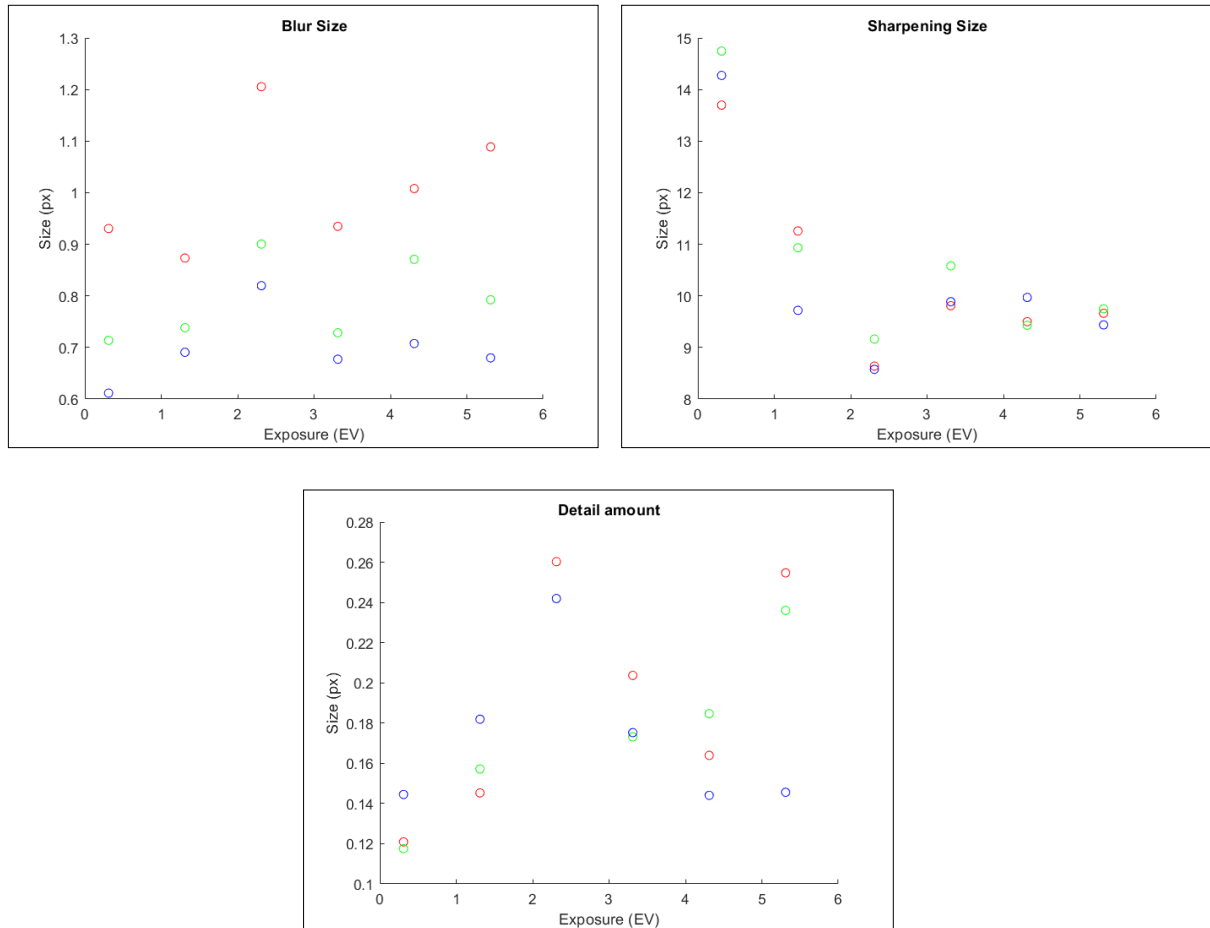 Blur Size
1.3
1.2
1.1
1
0.9
0.8
0.7
0.6
Size (px)
0 1 2 3 4 5 6
Exposure (EV)
Sharpening Size
15
14
13
12
11
10
9
8
Size (px)
0 1 2 3 4 5 6
Exposure (EV)
Detail amount
0.28
0.26
0.24
0.22
0.2
0.18
0.16
0.14
0.12
0.1
Size (px)
0 1 2 3 4 5 6
Exposure (EV)